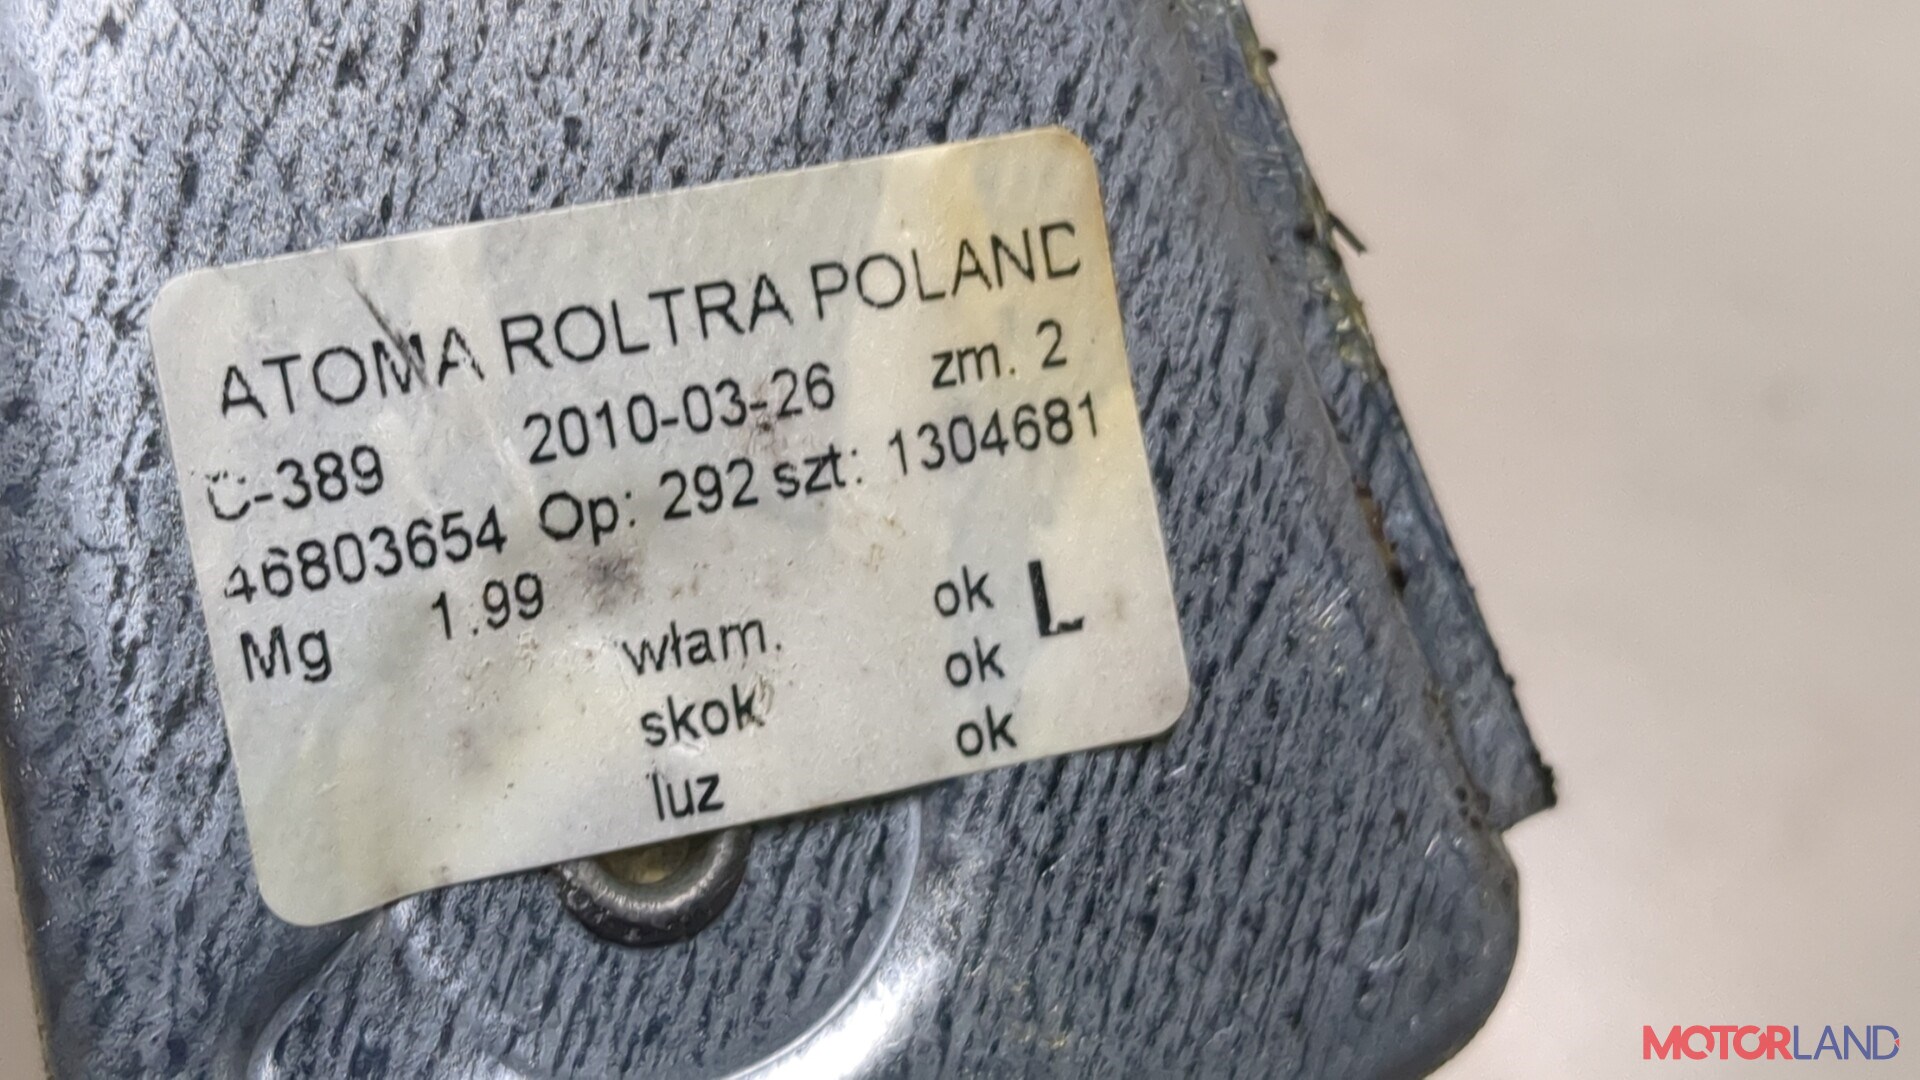 ATOMA ROLTRA POLAND
C-389 2010-03-26 zm. 2
46803654 Op: 292 szt: 1304681
Mg 1.99 włam. ok L
skok ok
luz ok
MOTORLAND